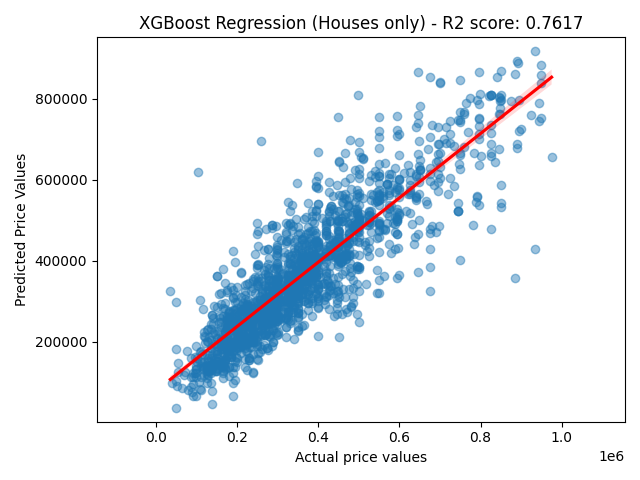 XGBoost Regression (Houses only) - R2 score: 0.7617
Predicted Price Values
800000
600000
400000
200000
0.0 0.2 0.4 0.6 0.8 1.0
1e6
Actual price values